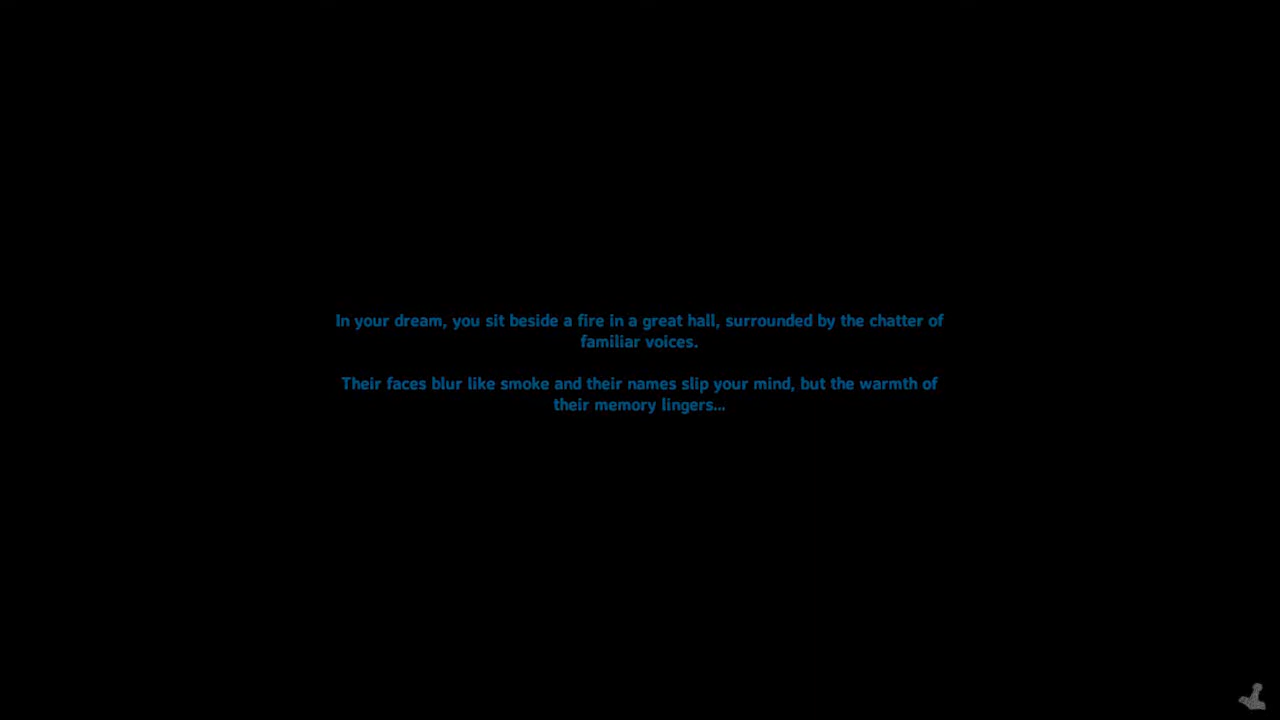 In your dream, you sit beside a fire in a great hall, surrounded by the chatter of
familiar voices.
Their faces blur like smoke and their names slip your mind, but the warmth of
their memory lingers...